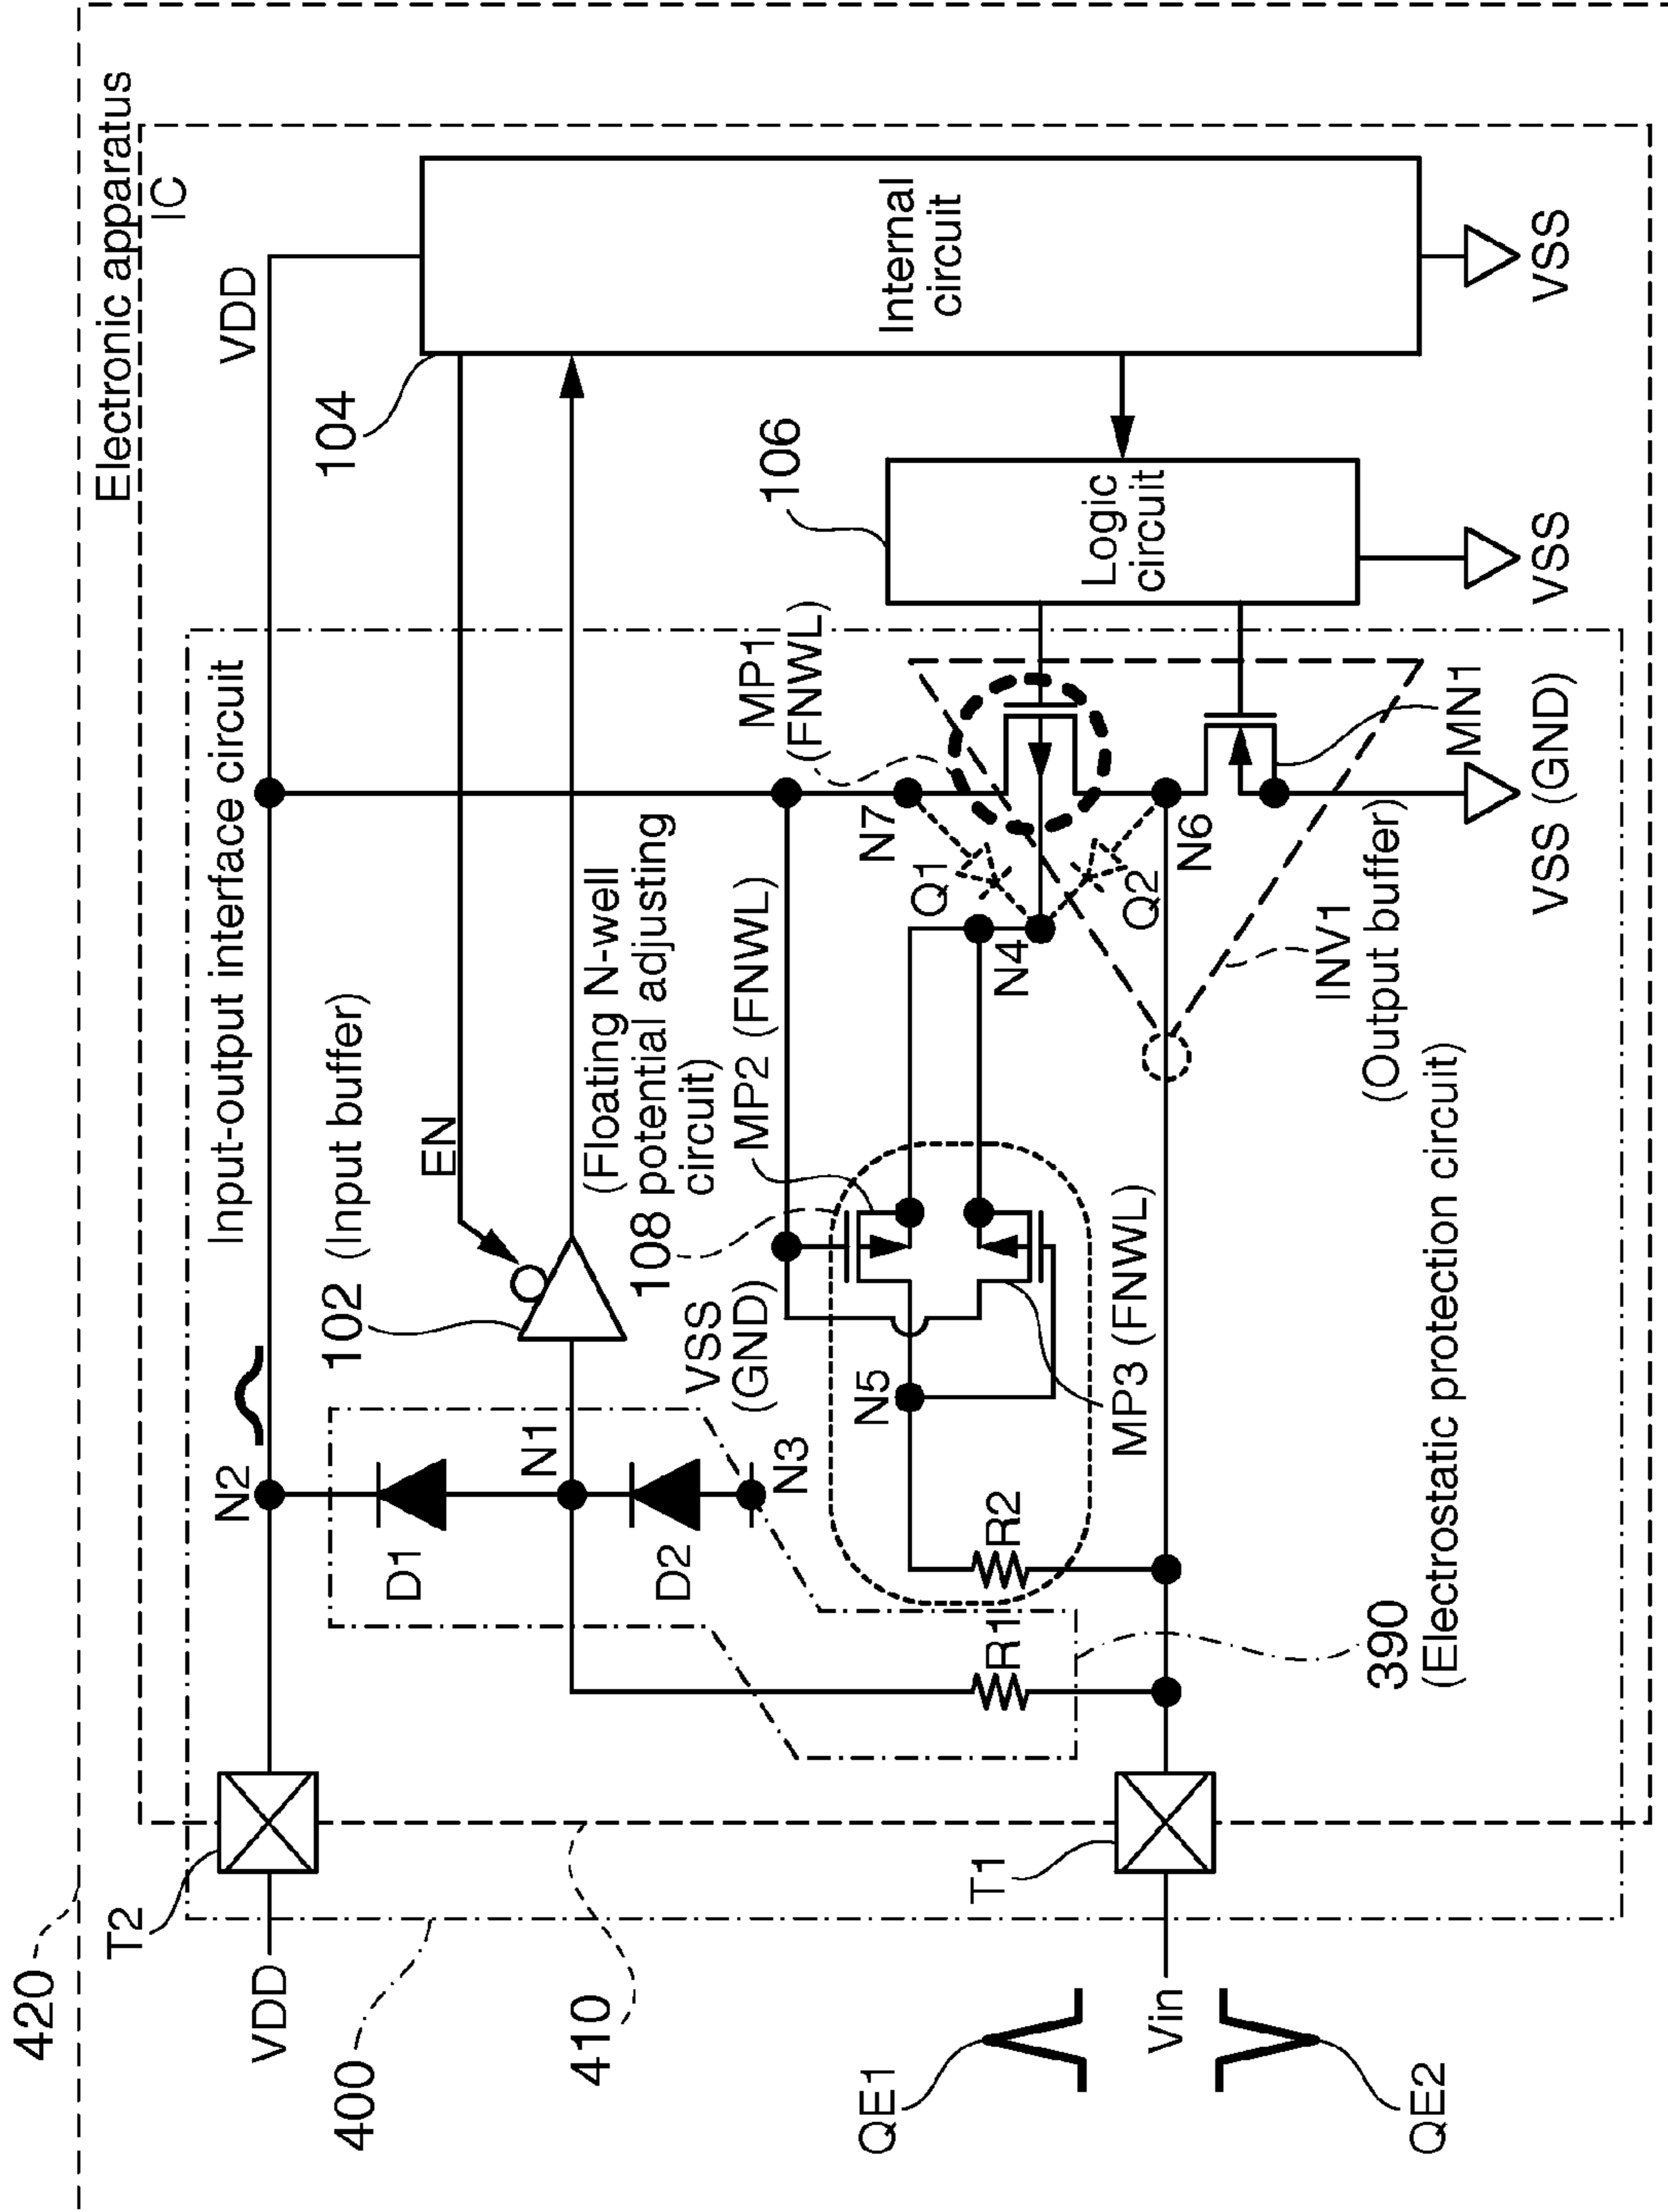 420
Electronic apparatus
IC
T2
VDD
400
410
N2
Input-output interface circuit
VDD
104
EN
102 (Input buffer)
D1
N1
D2
N3
VSS
(GND)
108
(Floating N-well
potential adjusting
circuit)
MP2 (FNWL)
MP1
(FNWL)
106
Internal
circuit
Logic
circuit
N7
Q1
N4
Q2
N6
N5
R2
R1
MP3 (FNWL)
T1
Vin
QE1
QE2
390
(Electrostatic protection circuit)
INV1
(Output buffer)
MN1
VSS (GND)
VSS
VSS